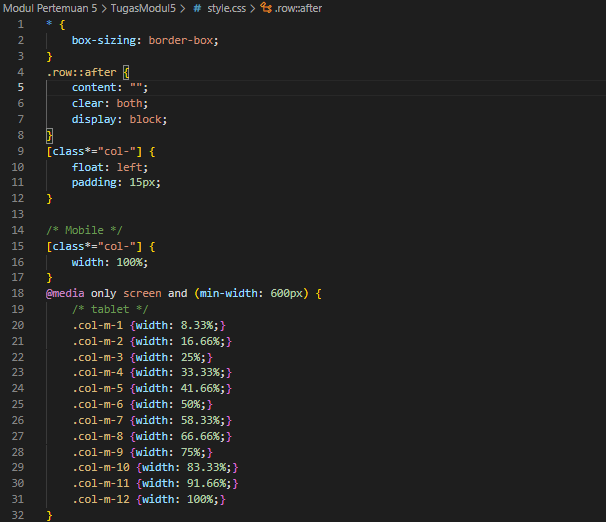 Modul Pertemuan 5 > TugasModul5 > # style.css > .row::after
1 * {
2 box-sizing: border-box;
3 }
4 .row::after {
5 content: "";
6 clear: both;
7 display: block;
8 }
9 [class*="col-"] {
10 float: left;
11 padding: 15px;
12 }
13
14 /* Mobile */
15 [class*="col-"] {
16 width: 100%;
17 }
18 @media only screen and (min-width: 600px) {
19 /* tablet */
20 .col-m-1 {width: 8.33%;}
21 .col-m-2 {width: 16.66%;}
22 .col-m-3 {width: 25%;}
23 .col-m-4 {width: 33.33%;}
24 .col-m-5 {width: 41.66%;}
25 .col-m-6 {width: 50%;}
26 .col-m-7 {width: 58.33%;}
27 .col-m-8 {width: 66.66%;}
28 .col-m-9 {width: 75%;}
29 .col-m-10 {width: 83.33%;}
30 .col-m-11 {width: 91.66%;}
31 .col-m-12 {width: 100%;}
32 }